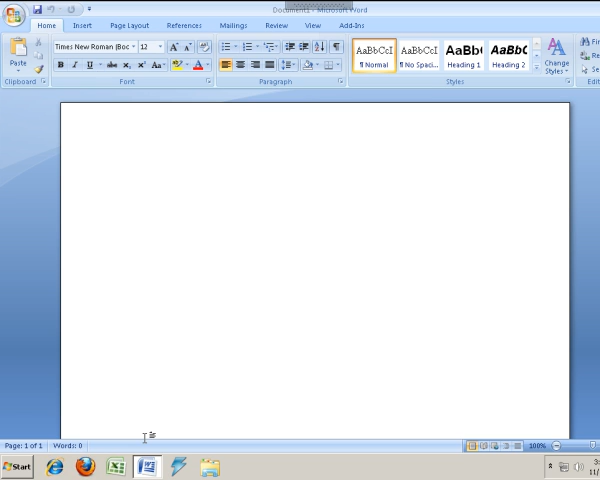 Document1 - Microsoft Word
Home Insert Page Layout References Mailings Review View Add-Ins
Times New Roman (Boc 12
Paste
AaBbCcI AaBbCcI AaBb( AaBbC
¶ Normal ¶ No Spaci... Heading 1 Heading 2
Change Styles
Clipboard Font Paragraph Styles
Page: 1 of 1 Words: 0 100%
Start